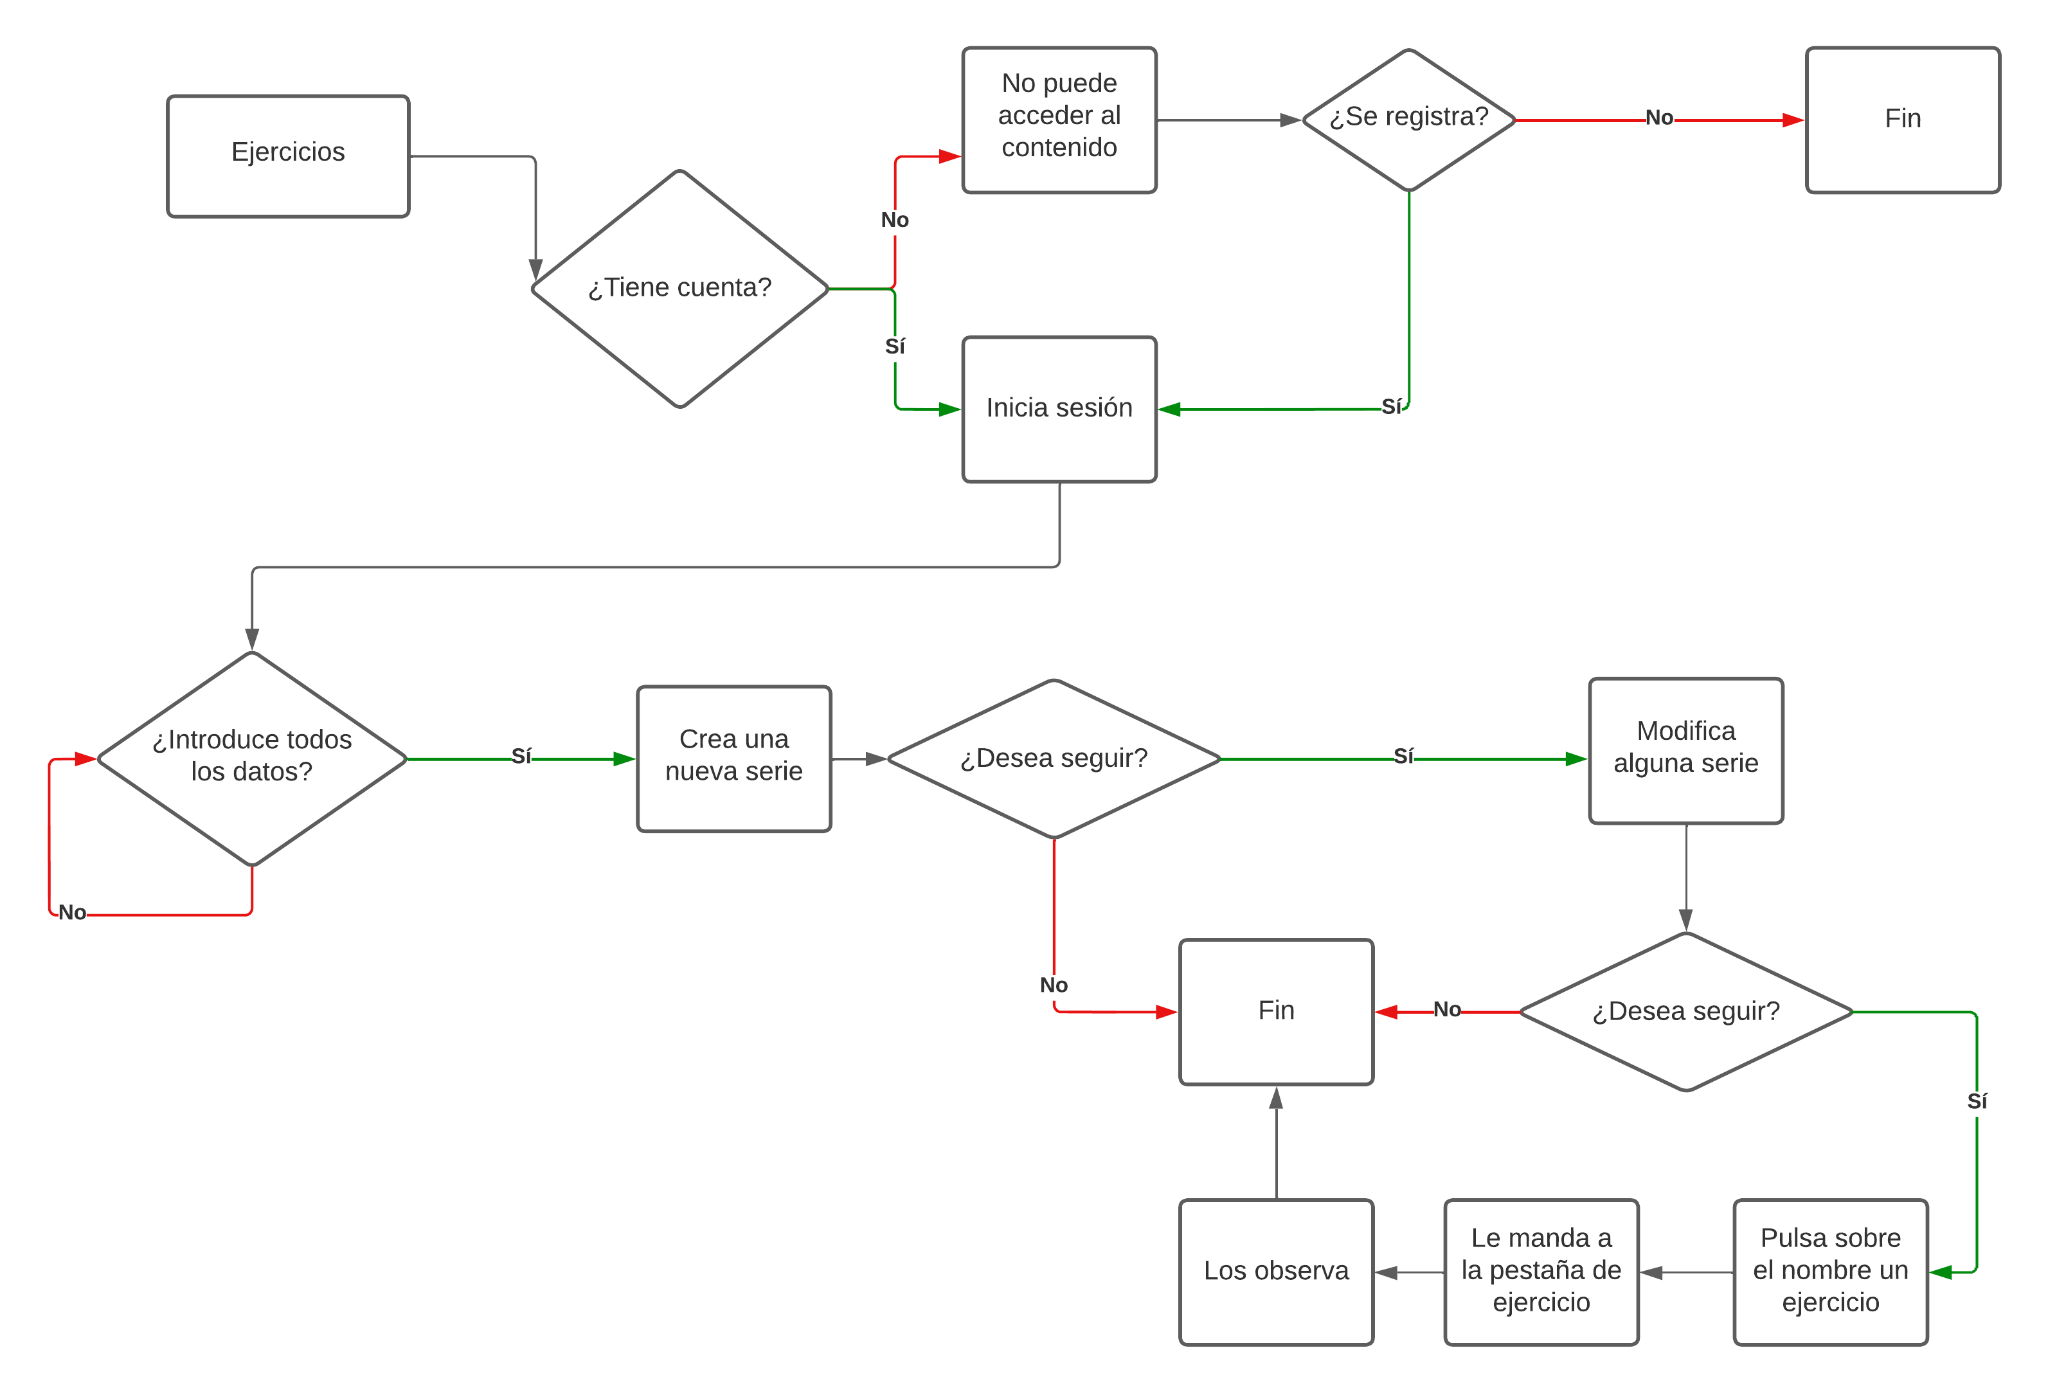 Ejercicios
¿Tiene cuenta?
No
Sí
No puede
acceder al
contenido
¿Se registra?
No
Fin
Sí
Inicia sesión
¿Introduce todos
los datos?
No
Sí
Crea una
nueva serie
¿Desea seguir?
Sí
No
Modifica
alguna serie
¿Desea seguir?
No
Fin
Sí
Pulsa sobre
el nombre un
ejercicio
Le manda a
la pestaña de
ejercicio
Los observa